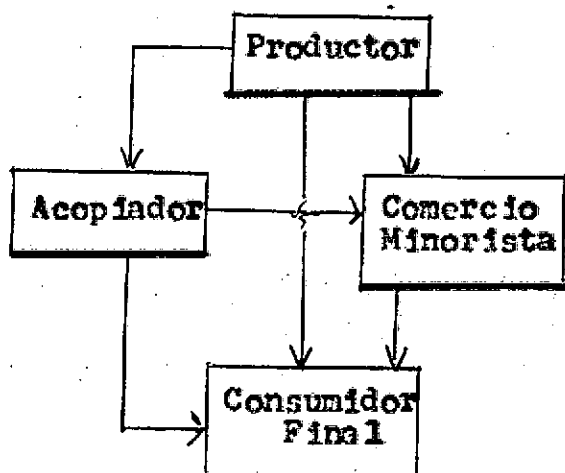 Productor
Acopiador
Comercio
Minorista
Consumidor
Final